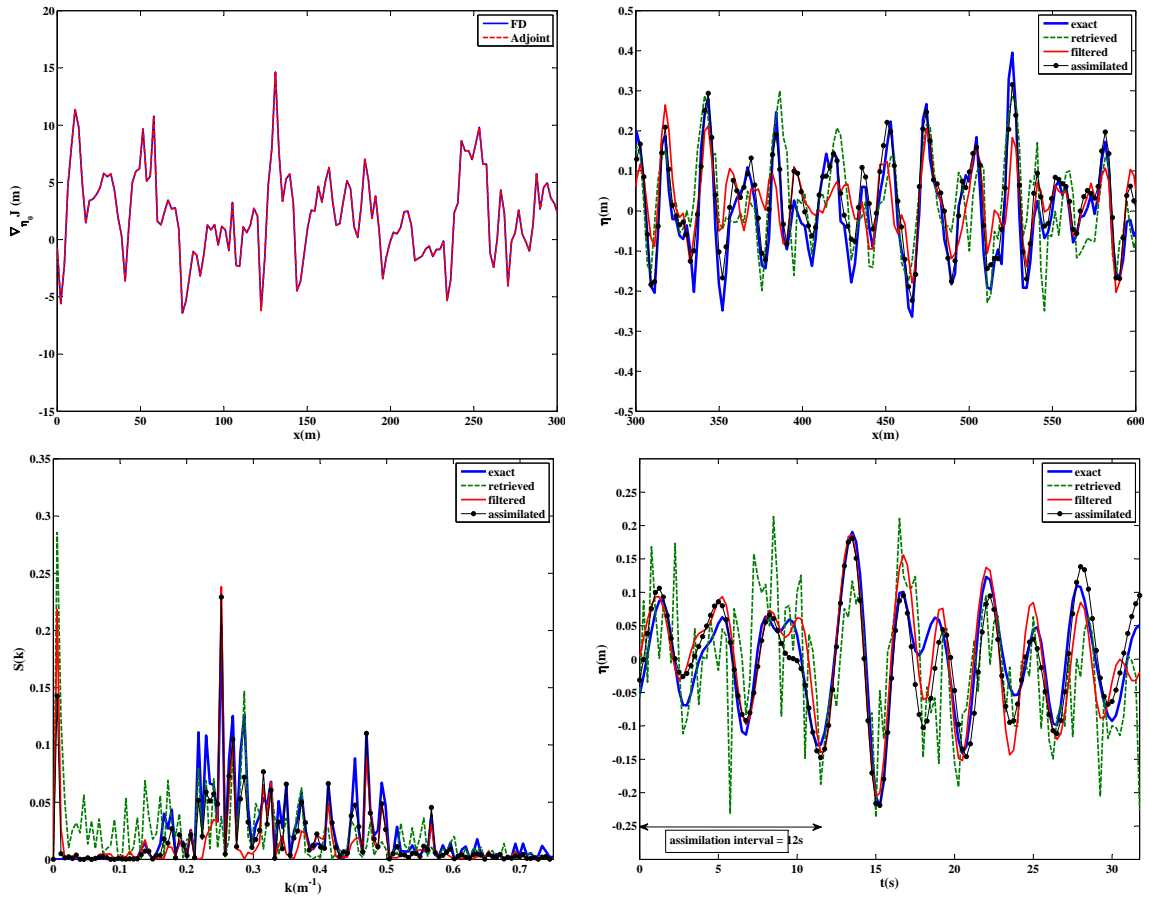 20
15
10
5
0
-5
-10
-15
0 50 100 150 200 250 300
x(m)
∇η₀J (m)
FD
Adjoint
0.5
0.4
0.3
0.2
0.1
0
-0.1
-0.2
-0.3
-0.4
-0.5
300 350 400 450 500 550 600
x(m)
η(m)
exact
retrieved
filtered
assimilated
0.35
0.3
0.25
0.2
0.15
0.1
0.05
0
0 0.1 0.2 0.3 0.4 0.5 0.6 0.7
k(m⁻¹)
S(k)
exact
retrieved
filtered
assimilated
0.25
0.2
0.15
0.1
0.05
0
-0.05
-0.1
-0.15
-0.2
-0.25
0 5 10 15 20 25 30
t(s)
η(m)
exact
retrieved
filtered
assimilated
assimilation interval = 12s